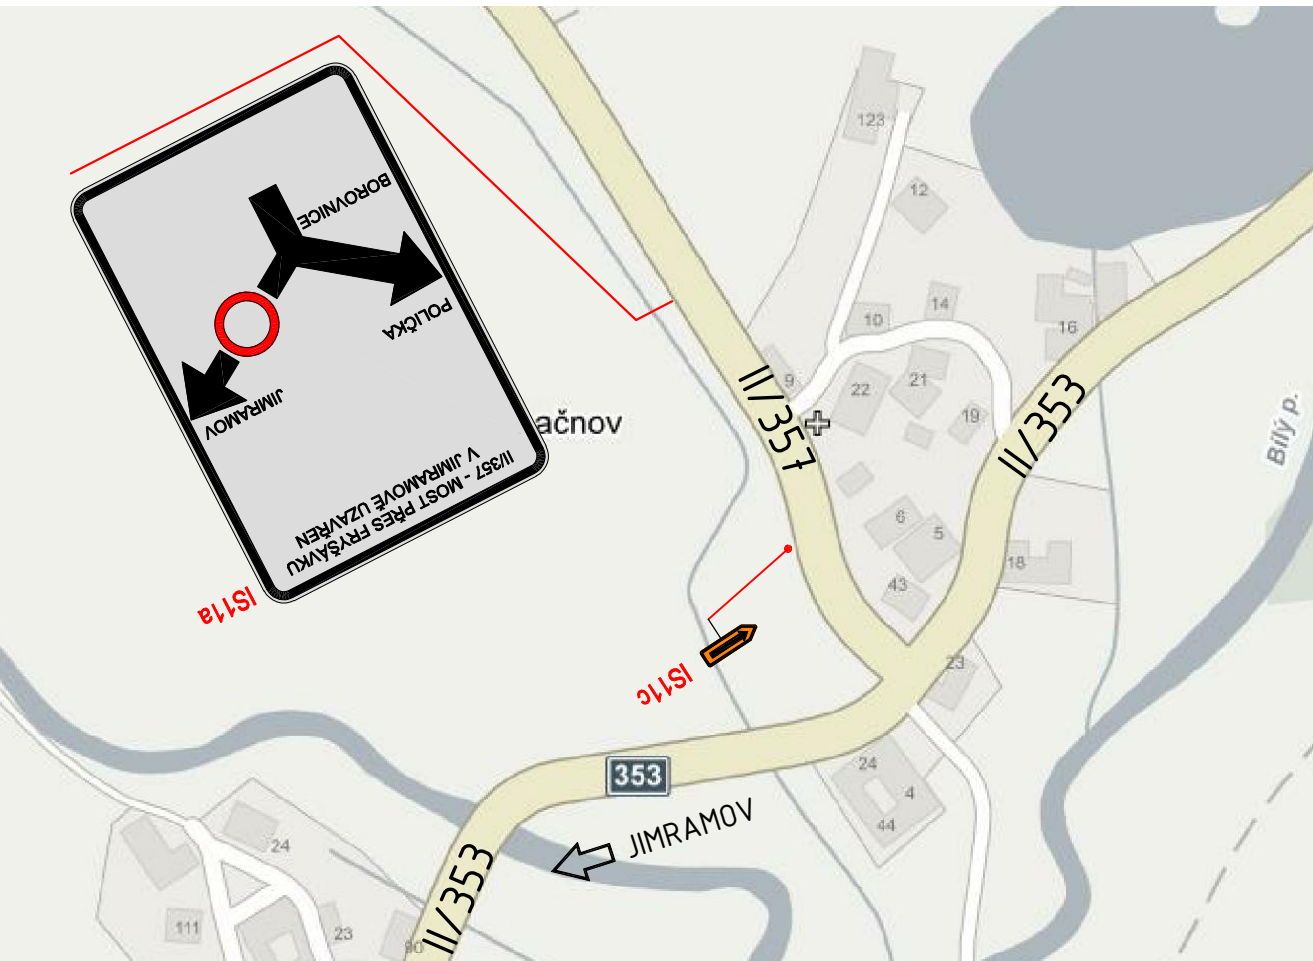 BOROVNICE
POLIČKA
JIMRAMOV
II/357 - MOST PŘES FRYŠÁVKU
V JIMRAMOVĚ UZAVŘEN
IS11a
ačnov
IS11c
II/357
II/353
353
JIMRAMOV
II/353
Bílý p.
123
12
14
10
16
9
22
21
19
6
5
18
43
23
24
4
44
24
111
23
90